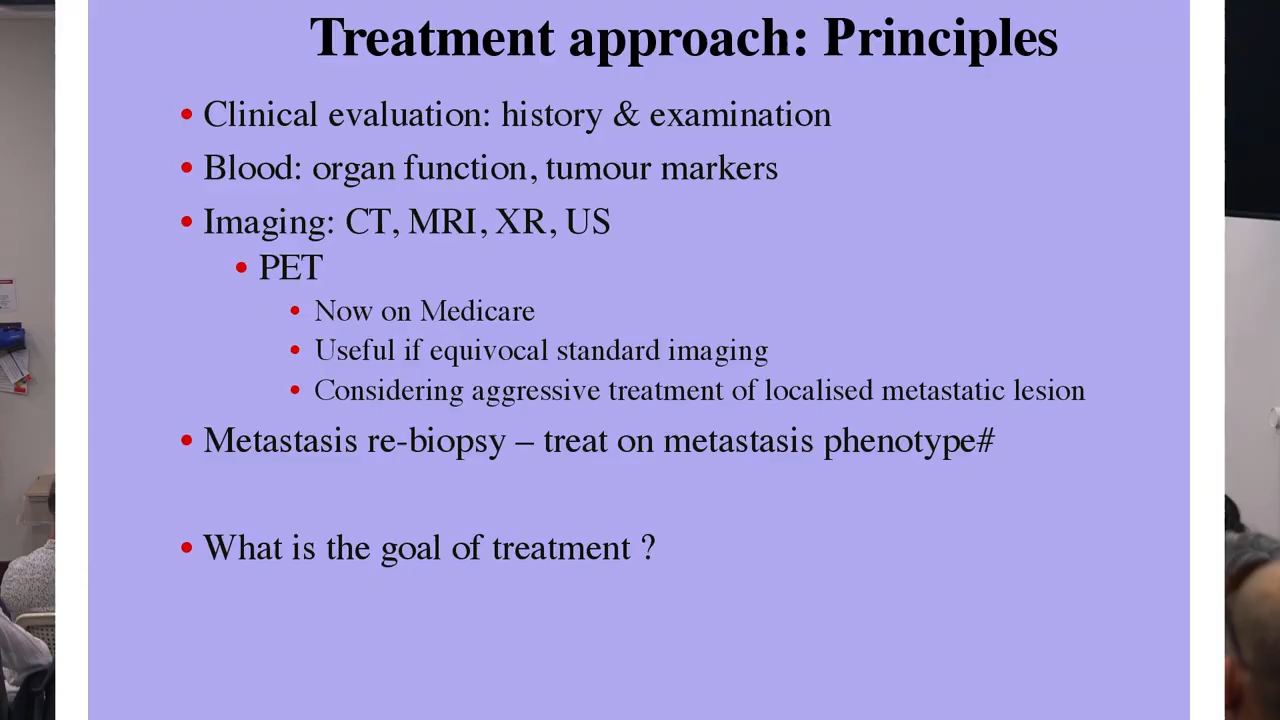 Treatment approach: Principles
• Clinical evaluation: history & examination
• Blood: organ function, tumour markers
• Imaging: CT, MRI, XR, US
• PET
• Now on Medicare
• Useful if equivocal standard imaging
• Considering aggressive treatment of localised metastatic lesion
• Metastasis re-biopsy – treat on metastasis phenotype#
• What is the goal of treatment ?